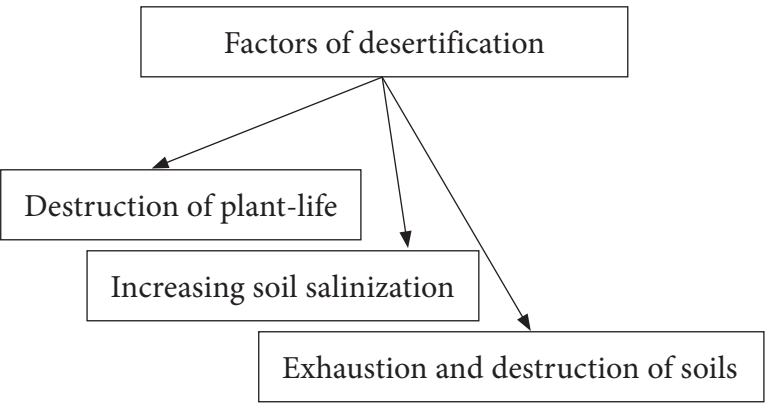 Factors of desertification
Destruction of plant-life
Increasing soil salinization
Exhaustion and destruction of soils